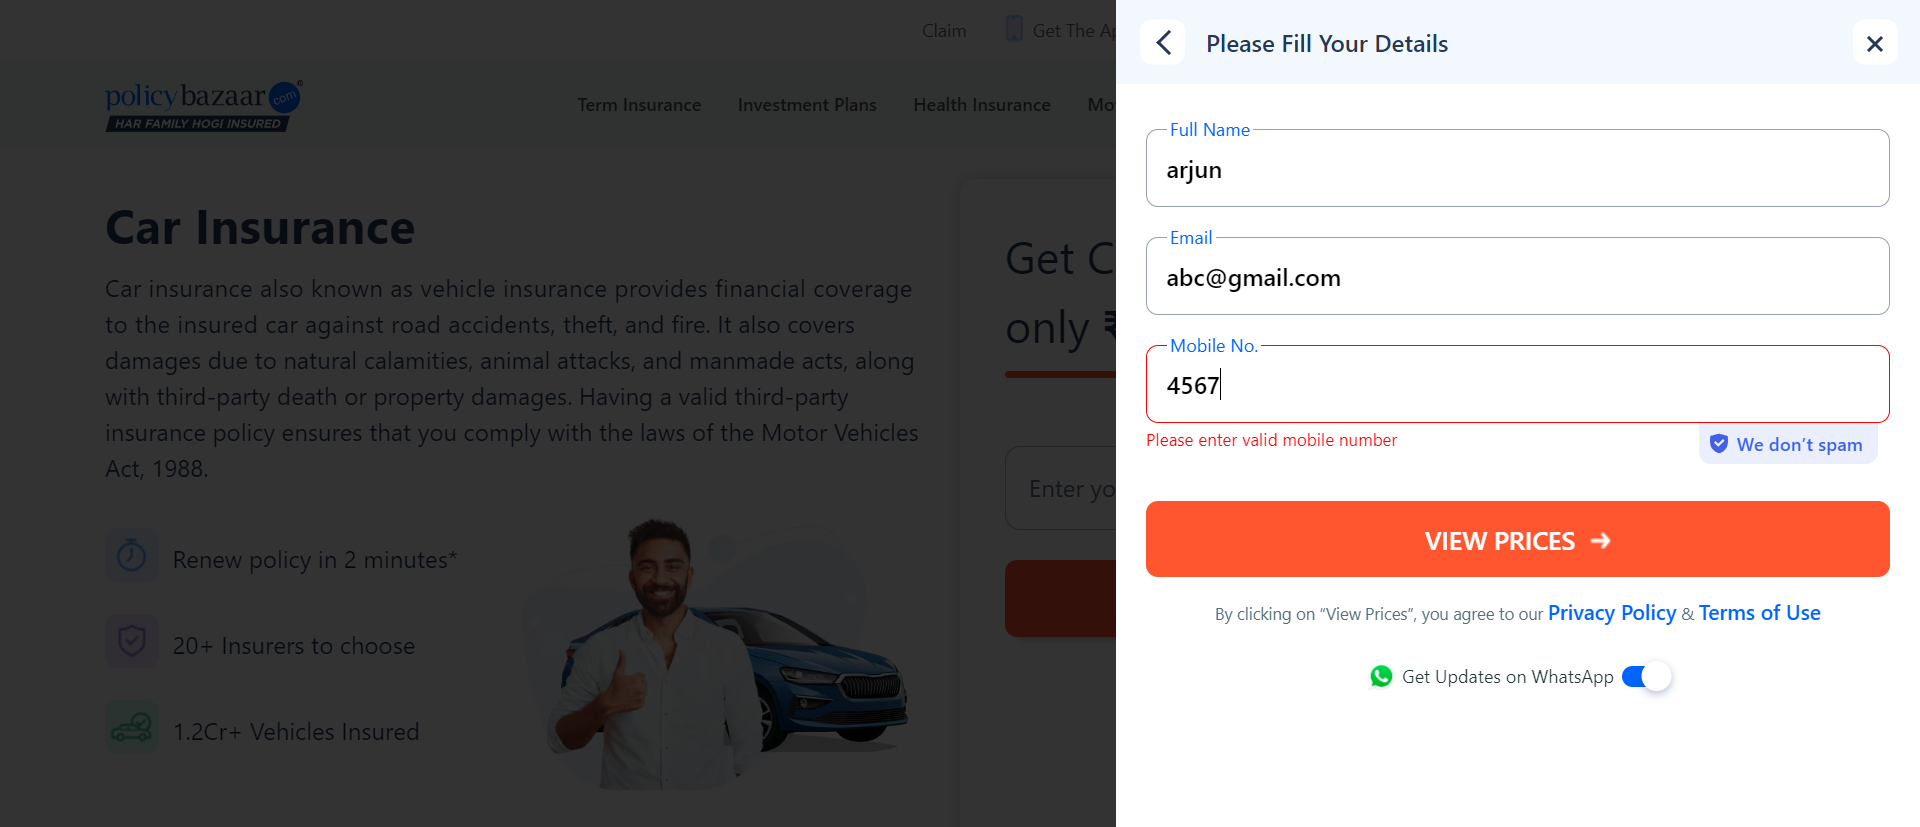 Claim
Get The Ap
policybazaar.com
HAR FAMILY HOGI INSURED
Term Insurance
Investment Plans
Health Insurance
Mo
Car Insurance
Car insurance also known as vehicle insurance provides financial coverage
to the insured car against road accidents, theft, and fire. It also covers
damages due to natural calamities, animal attacks, and manmade acts, along
with third-party death or property damages. Having a valid third-party
insurance policy ensures that you comply with the laws of the Motor Vehicles
Act, 1988.
Renew policy in 2 minutes*
20+ Insurers to choose
1.2Cr+ Vehicles Insured
Get C
only ₹
Enter yo
Please Fill Your Details
Full Name
arjun
Email
abc@gmail.com
Mobile No.
4567
Please enter valid mobile number
We don’t spam
VIEW PRICES
By clicking on “View Prices”, you agree to our Privacy Policy & Terms of Use
Get Updates on WhatsApp